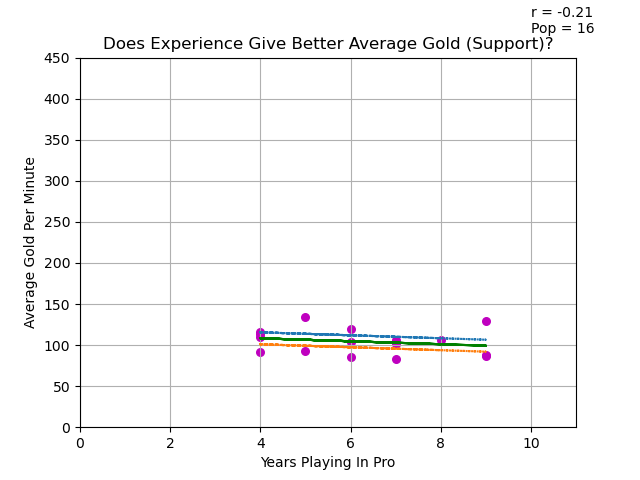 r = -0.21
Pop = 16
Does Experience Give Better Average Gold (Support)?
450
400
350
300
250
200
150
100
50
0
Average Gold Per Minute
0 2 4 6 8 10
Years Playing In Pro